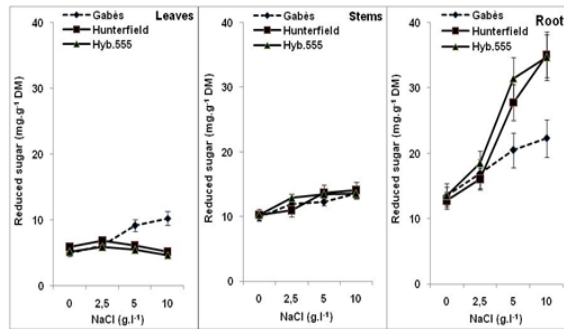 Gabès
Hunterfield
Hyb.555
Leaves
Reduced sugar (mg.g⁻¹ DM)
40
30
20
10
0
0 2,5 5 10
NaCl (g.l⁻¹)
Gabès
Hunterfield
Hyb.555
Stems
Reduced sugar (mg.g⁻¹ DM)
40
30
20
10
0
0 2,5 5 10
NaCl (g.l⁻¹)
Gabès
Hunterfield
Hyb.555
Root
Reduced sugar (mg.g⁻¹ DM)
40
30
20
10
0
0 2,5 5 10
NaCl (g.l⁻¹)